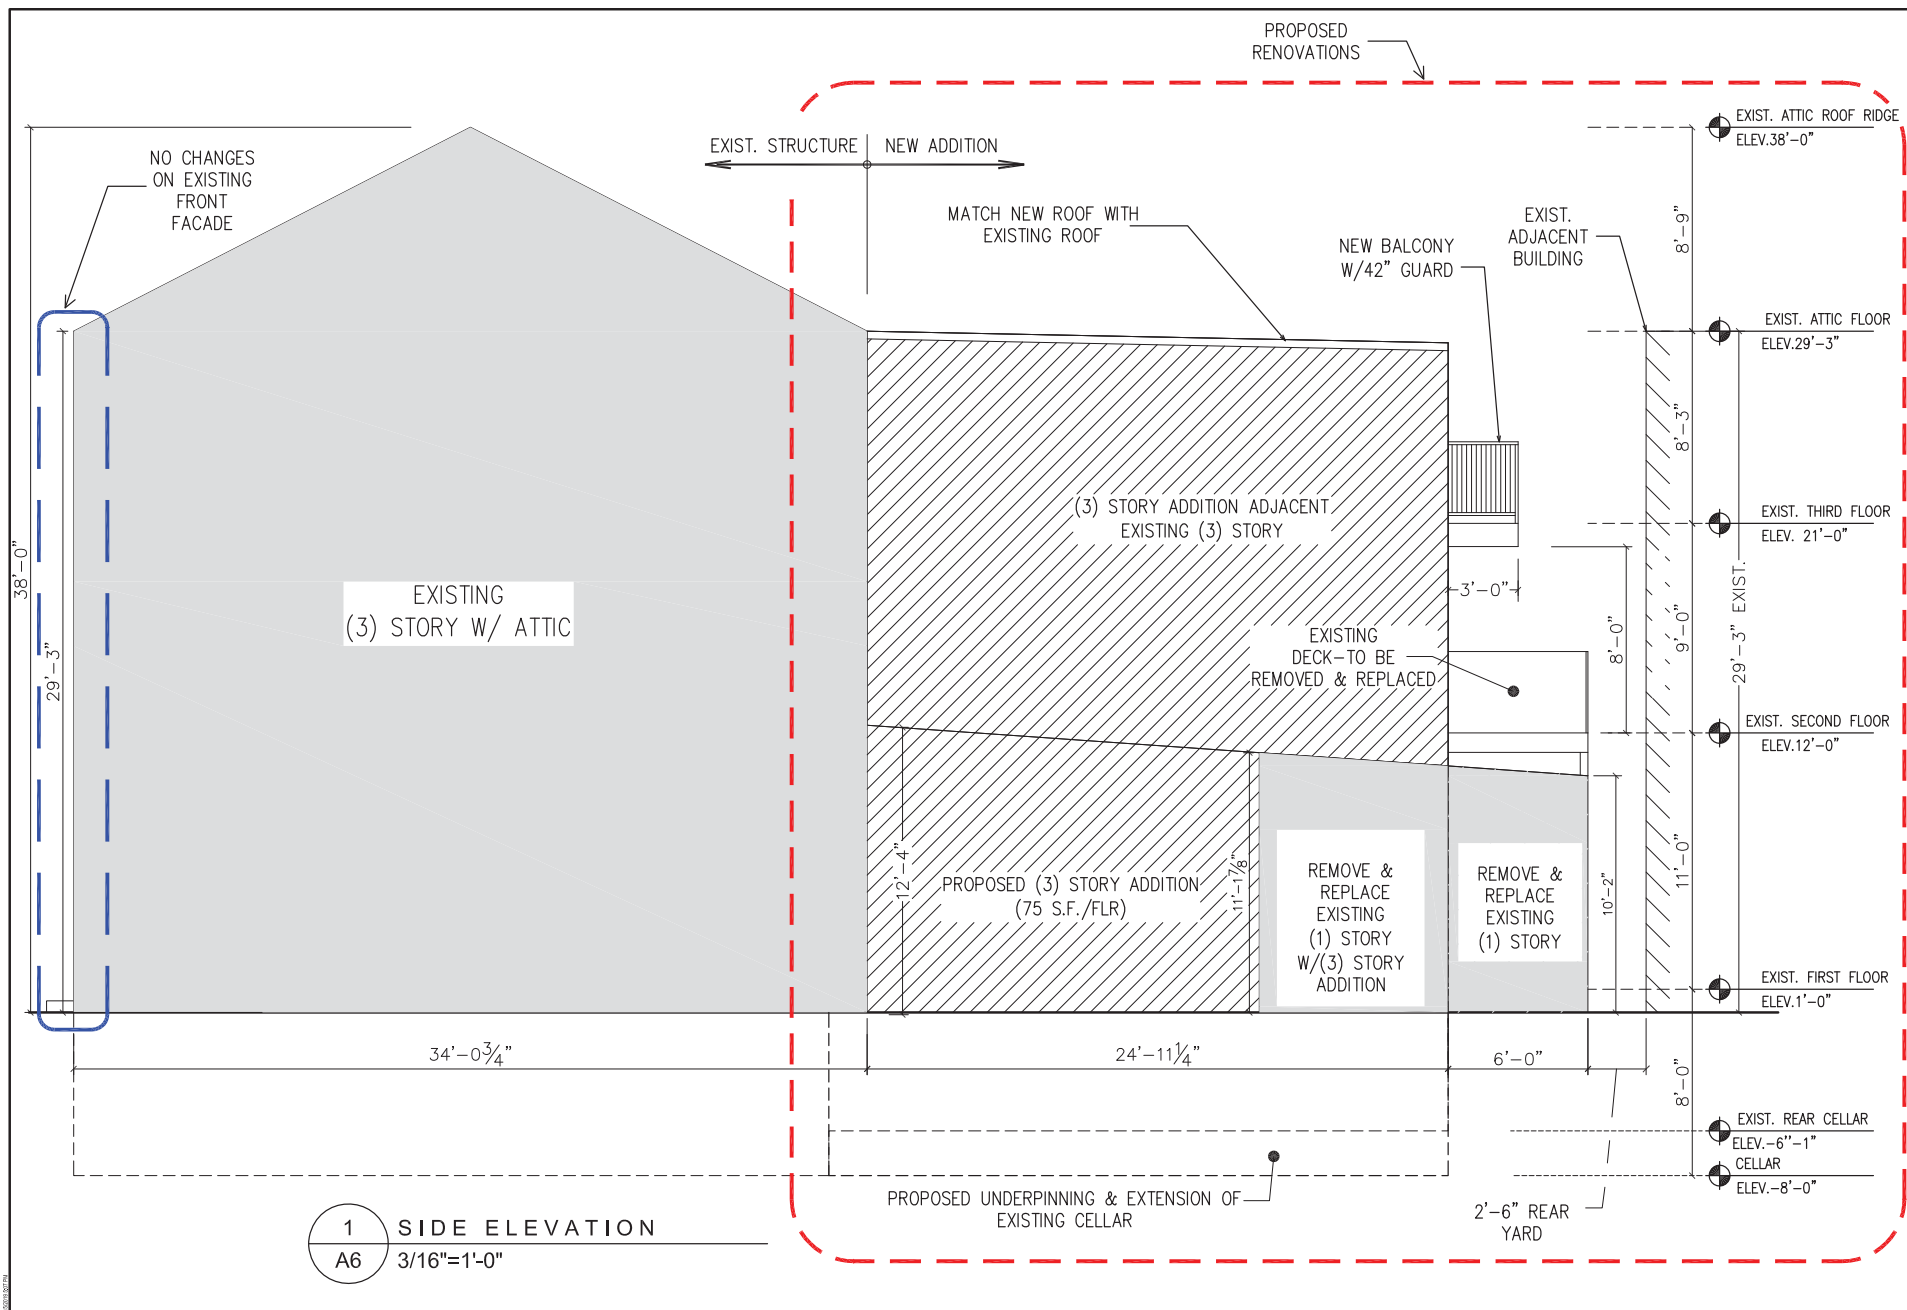 PROPOSED
RENOVATIONS
EXIST. ATTIC ROOF RIDGE
ELEV.38'-0"
EXIST. STRUCTURE
NEW ADDITION
NO CHANGES
ON EXISTING
FRONT
FACADE
MATCH NEW ROOF WITH
EXISTING ROOF
NEW BALCONY
W/42" GUARD
EXIST.
ADJACENT
BUILDING
8'-9"
EXIST. ATTIC FLOOR
ELEV.29'-3"
8'-3"
38'-0"
29'-3"
(3) STORY ADDITION ADJACENT
EXISTING (3) STORY
EXIST. THIRD FLOOR
ELEV. 21'-0"
EXISTING
(3) STORY W/ ATTIC
3'-0"
8'-0"
9'-0"
29'-3" EXIST.
EXISTING
DECK-TO BE
REMOVED & REPLACED
EXIST. SECOND FLOOR
ELEV.12'-0"
12'-4"
11'-1⅞"
10'-2"
11'-0"
PROPOSED (3) STORY ADDITION
(75 S.F./FLR)
REMOVE &
REPLACE
EXISTING
(1) STORY
W/(3) STORY
ADDITION
REMOVE &
REPLACE
EXISTING
(1) STORY
EXIST. FIRST FLOOR
ELEV.1'-0"
34'-0¾"
24'-11¼"
6'-0"
8'-0"
EXIST. REAR CELLAR
ELEV.-6''-1"
CELLAR
ELEV.-8'-0"
PROPOSED UNDERPINNING & EXTENSION OF
EXISTING CELLAR
2'-6" REAR
YARD
1
SIDE ELEVATION
A6
3/16"=1'-0"